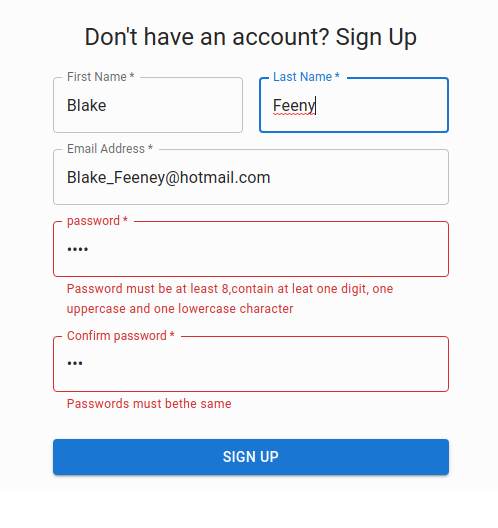 Don't have an account? Sign Up
First Name *
Last Name *
Blake
Feeny
Email Address *
Blake_Feeney@hotmail.com
password *
••••
Password must be at least 8,contain at leat one digit, one
uppercase and one lowercase character
Confirm password *
•••
Passwords must bethe same
SIGN UP